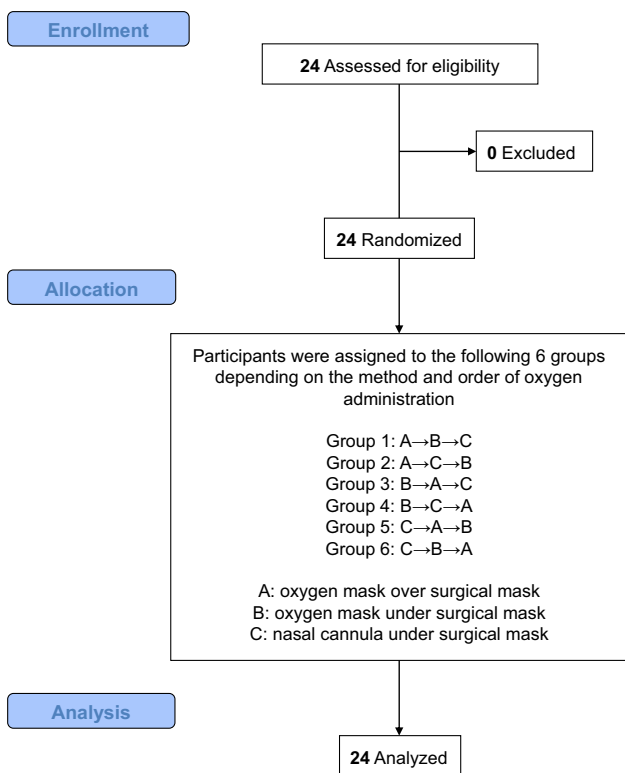 Enrollment
24 Assessed for eligibility
0 Excluded
24 Randomized
Allocation
Participants were assigned to the following 6 groups
depending on the method and order of oxygen
administration
Group 1: A→B→C
Group 2: A→C→B
Group 3: B→A→C
Group 4: B→C→A
Group 5: C→A→B
Group 6: C→B→A
A: oxygen mask over surgical mask
B: oxygen mask under surgical mask
C: nasal cannula under surgical mask
Analysis
24 Analyzed